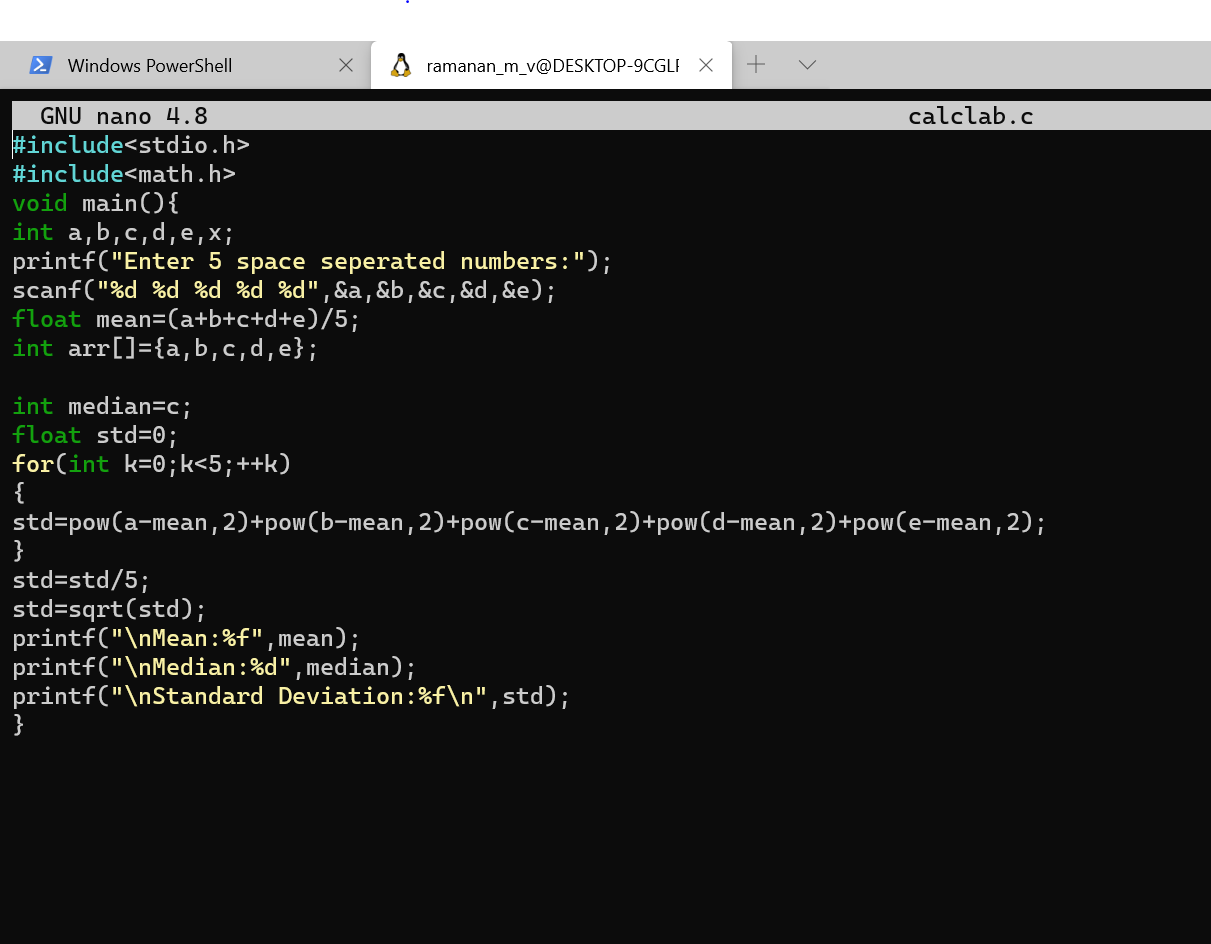 Windows PowerShell
ramanan_m_v@DESKTOP-9CGLF
GNU nano 4.8 calclab.c
#include<stdio.h>
#include<math.h>
void main(){
int a,b,c,d,e,x;
printf("Enter 5 space seperated numbers:");
scanf("%d %d %d %d %d",&a,&b,&c,&d,&e);
float mean=(a+b+c+d+e)/5;
int arr[]={a,b,c,d,e};

int median=c;
float std=0;
for(int k=0;k<5;++k)
{
std=pow(a-mean,2)+pow(b-mean,2)+pow(c-mean,2)+pow(d-mean,2)+pow(e-mean,2);
}
std=std/5;
std=sqrt(std);
printf("\nMean:%f",mean);
printf("\nMedian:%d",median);
printf("\nStandard Deviation:%f\n",std);
}